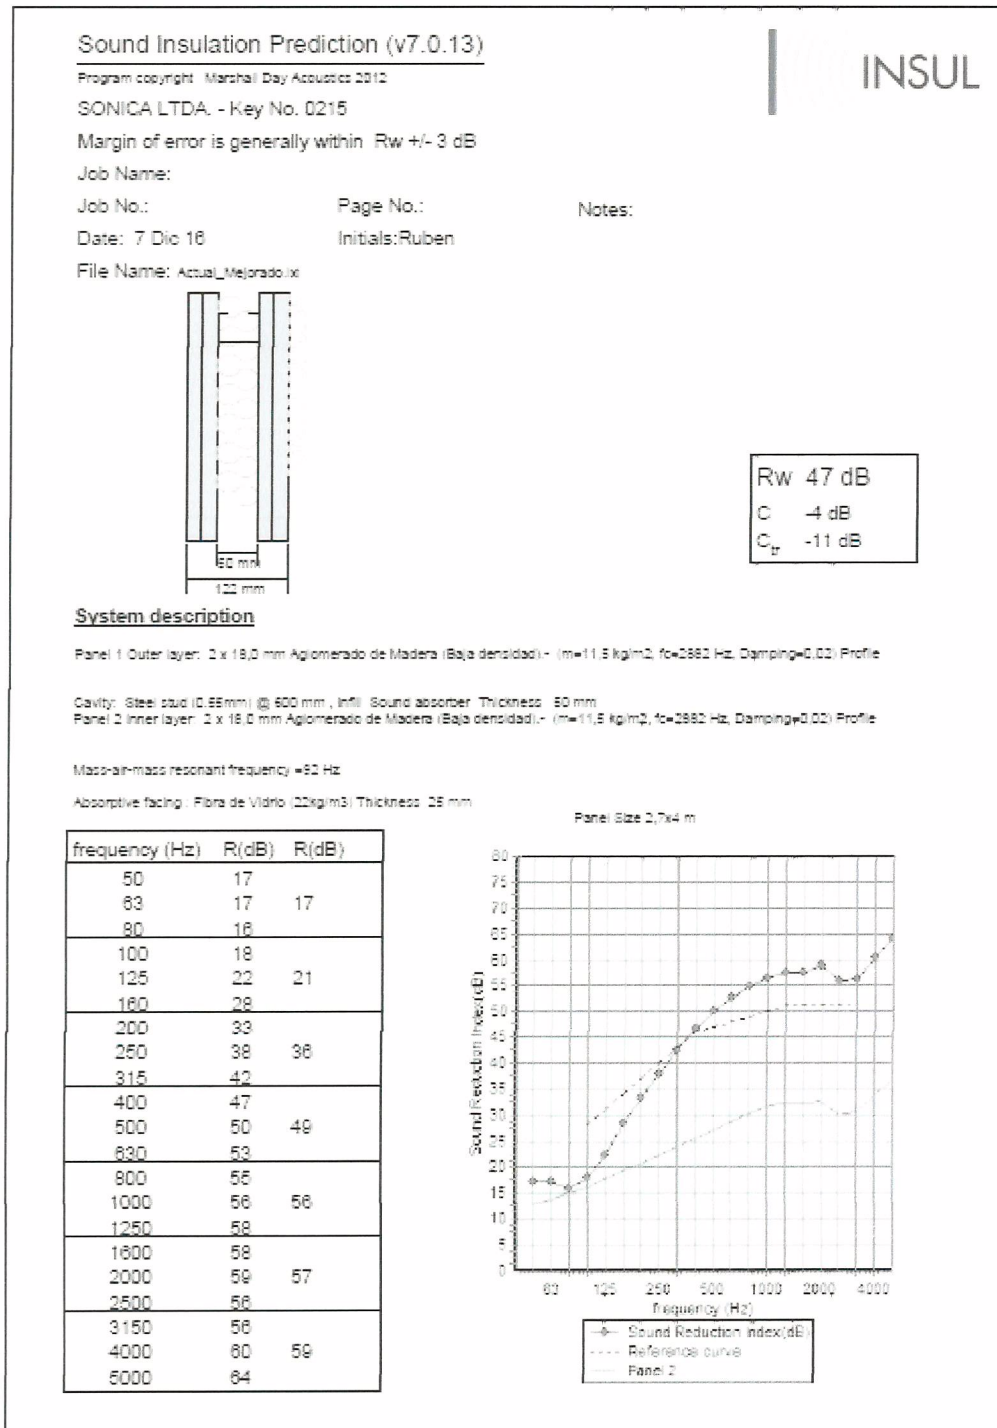 Sound Insulation Prediction (v7.0.13)
INSUL
Program copyright Marshall Day Acoustics 2012
SONICA LTDA. - Key No. 0215
Margin of error is generally within Rw +/- 3 dB
Job Name:
Job No.: Page No.: Notes:
Date: 7 Dic 16 Initials:Ruben
File Name: Actual_Mejorado.ixl
50 mm
122 mm
Rw 47 dB
C -4 dB
Ctr -11 dB
System description
Panel 1 Outer layer: 2 x 18,0 mm Aglomerado de Madera (Baja densidad).- (m=11,5 kg/m2, fc=2882 Hz, Damping=0,02) Profile
Cavity: Steel stud (0.55mm) @ 600 mm , Infill Sound absorber Thickness 50 mm
Panel 2 Inner layer: 2 x 18,0 mm Aglomerado de Madera (Baja densidad).- (m=11,5 kg/m2, fc=2882 Hz, Damping=0,02) Profile
Mass-air-mass resonant frequency =92 Hz
Absorptive facing : Fibra de Vidrio (22kg/m3) Thickness 25 mm
frequency (Hz) R(dB) R(dB)
50 17
63 17 17
80 16
100 18
125 22 21
160 28
200 33
250 38 36
315 42
400 47
500 50 49
630 53
800 55
1000 56 56
1250 58
1600 58
2000 59 57
2500 56
3150 56
4000 60 59
5000 64
Panel Size 2,7x4 m
Sound Reduction Index(dB)
80
75
70
65
60
55
50
45
40
35
30
25
20
15
10
5
0
63 125 250 500 1000 2000 4000
frequency (Hz)
Sound Reduction Index(dB)
Reference curve
Panel 2